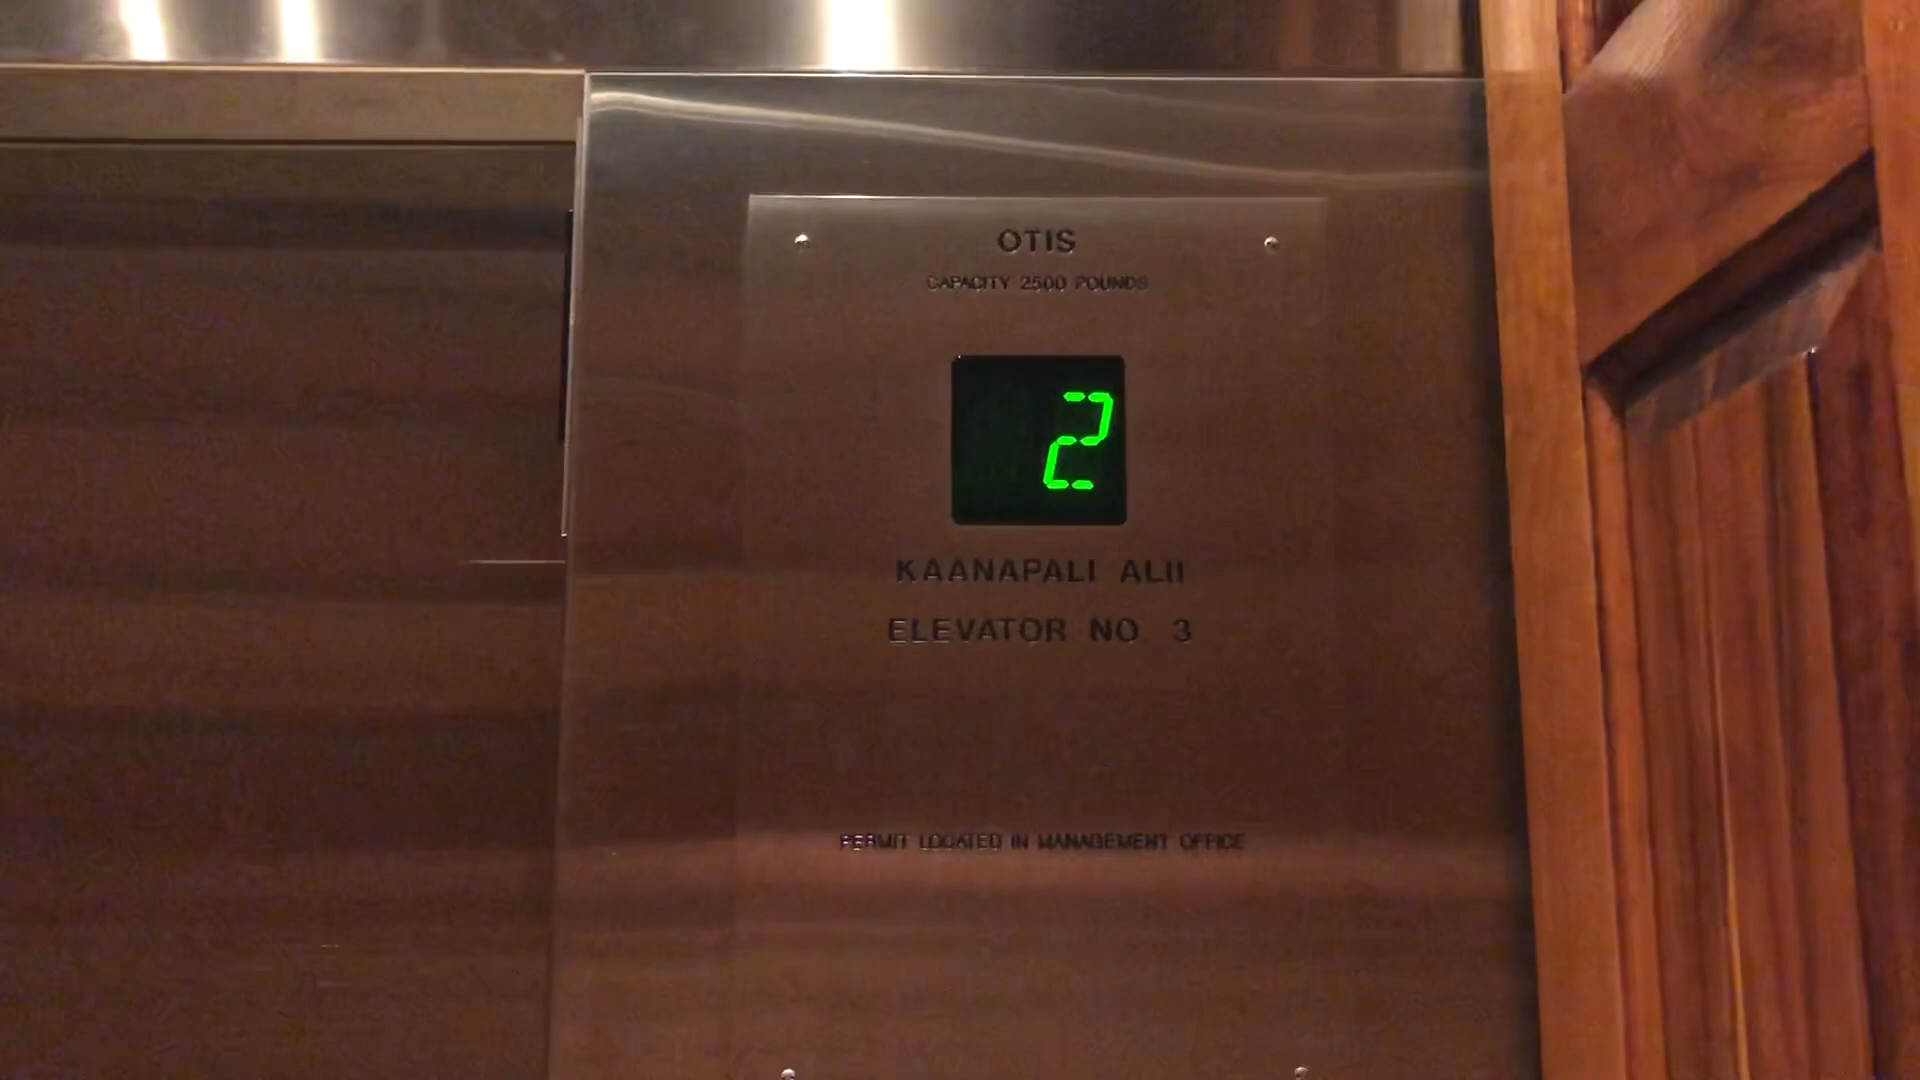 OTIS
CAPACITY 2500 POUNDS
2
KAANAPALI ALII
ELEVATOR NO. 3
PERMIT LOCATED IN MANAGEMENT OFFICE